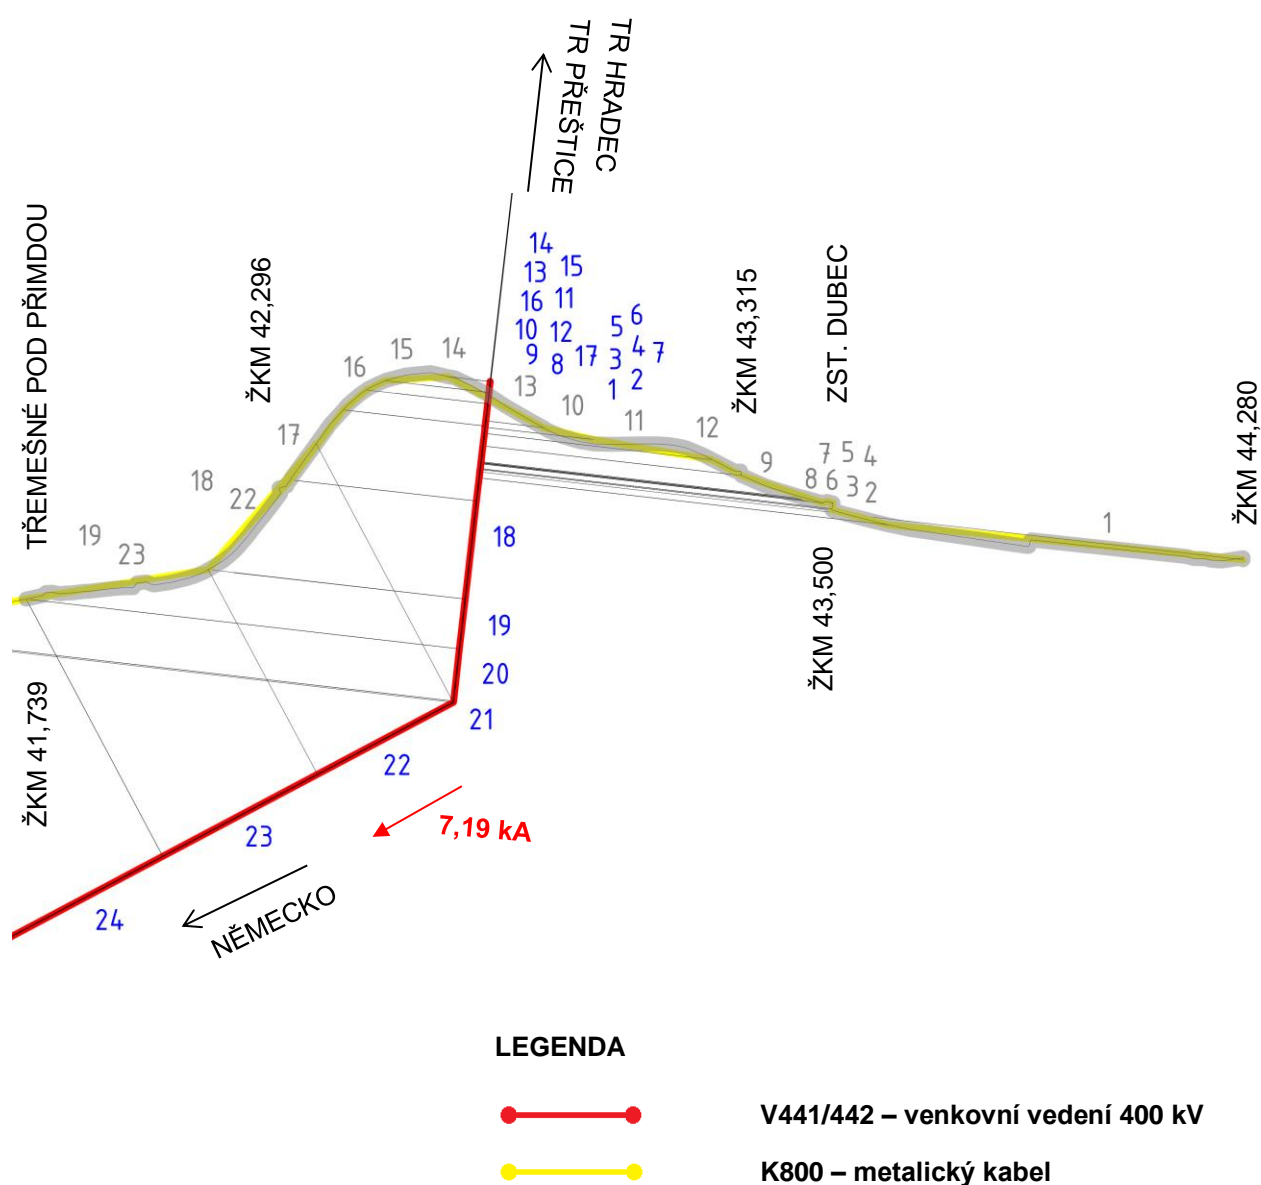 TR HRADEC
TR PŘEŠTICE
TŘEMEŠNÉ POD PŘIMDOU
ŽKM 42,296
ŽKM 43,315
ZST. DUBEC
ŽKM 44,280
ŽKM 43,500
ŽKM 41,739
14
13 15
16 11
10 12
9 8 17
5 6
3 4 7
1 2
16 15 14
13
10
11
12
9
7 5 4
8 6 3 2
1
17
18
22
19
23
18
19
20
21
22
23
24
7,19 kA
NĚMECKO
LEGENDA
V441/442 – venkovní vedení 400 kV
K800 – metalický kabel